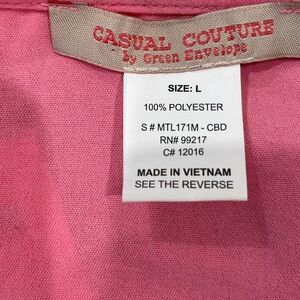 CASUAL COUTURE
By Green Envelope
SIZE: L
100% POLYESTER
S # MTL171M - CBD
RN# 99217
C# 12016
MADE IN VIETNAM
SEE THE REVERSE